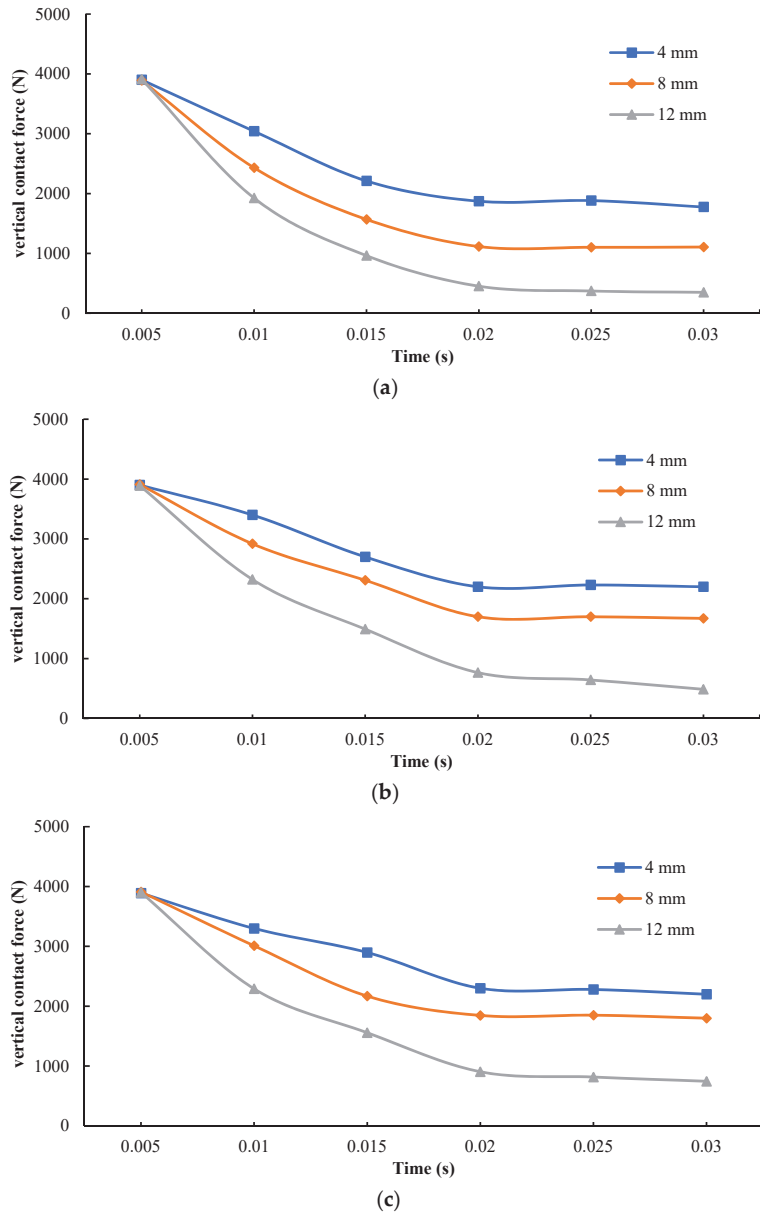 5000
4000
3000
2000
1000
0
vertical contact force (N)
4 mm
8 mm
12 mm
0.005 0.01 0.015 0.02 0.025 0.03
Time (s)
(a)
5000
4000
3000
2000
1000
0
vertical contact force (N)
4 mm
8 mm
12 mm
0.005 0.01 0.015 0.02 0.025 0.03
Time (s)
(b)
5000
4000
3000
2000
1000
0
vertical contact force (N)
4 mm
8 mm
12 mm
0.005 0.01 0.015 0.02 0.025 0.03
Time (s)
(c)